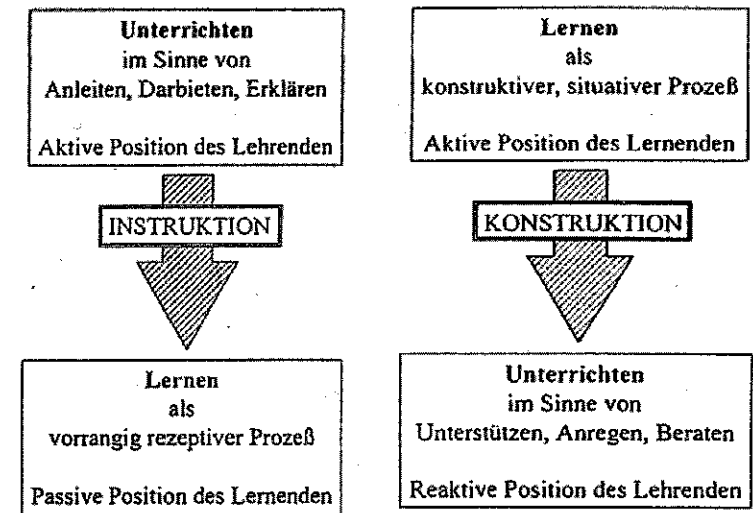 Unterrichten
im Sinne von
Anleiten, Darbieten, Erklären
Aktive Position des Lehrenden
INSTRUKTION
Lernen
als
vorrangig rezeptiver Prozeß
Passive Position des Lernenden
Lernen
als
konstruktiver, situativer Prozeß
Aktive Position des Lernenden
KONSTRUKTION
Unterrichten
im Sinne von
Unterstützen, Anregen, Beraten
Reaktive Position des Lehrenden